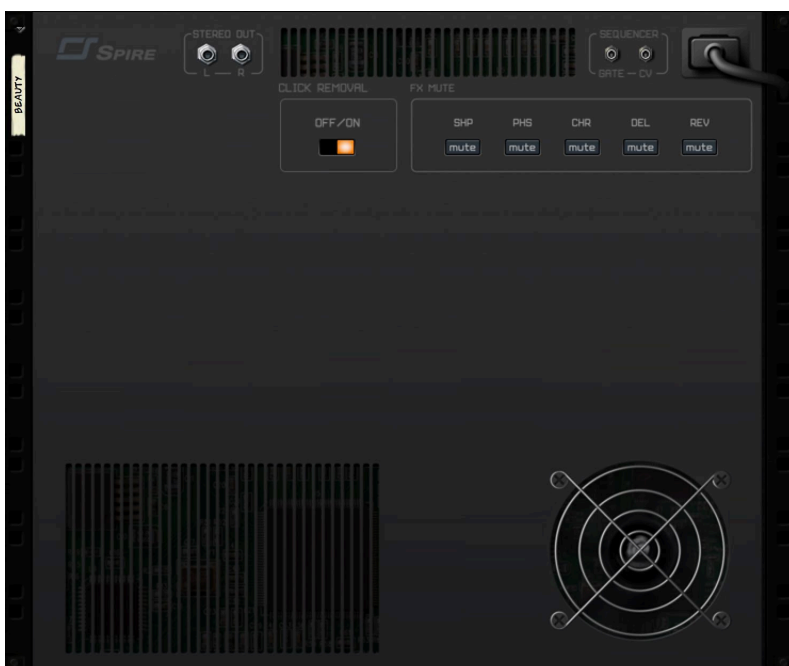 STEREO OUT
SEQUENCER
SPIRE
L — R
GATE — CV
BEAUTY
CLICK REMOVAL
FX MUTE
OFF/ON
SHP PHS CHR DEL REV
mute mute mute mute mute